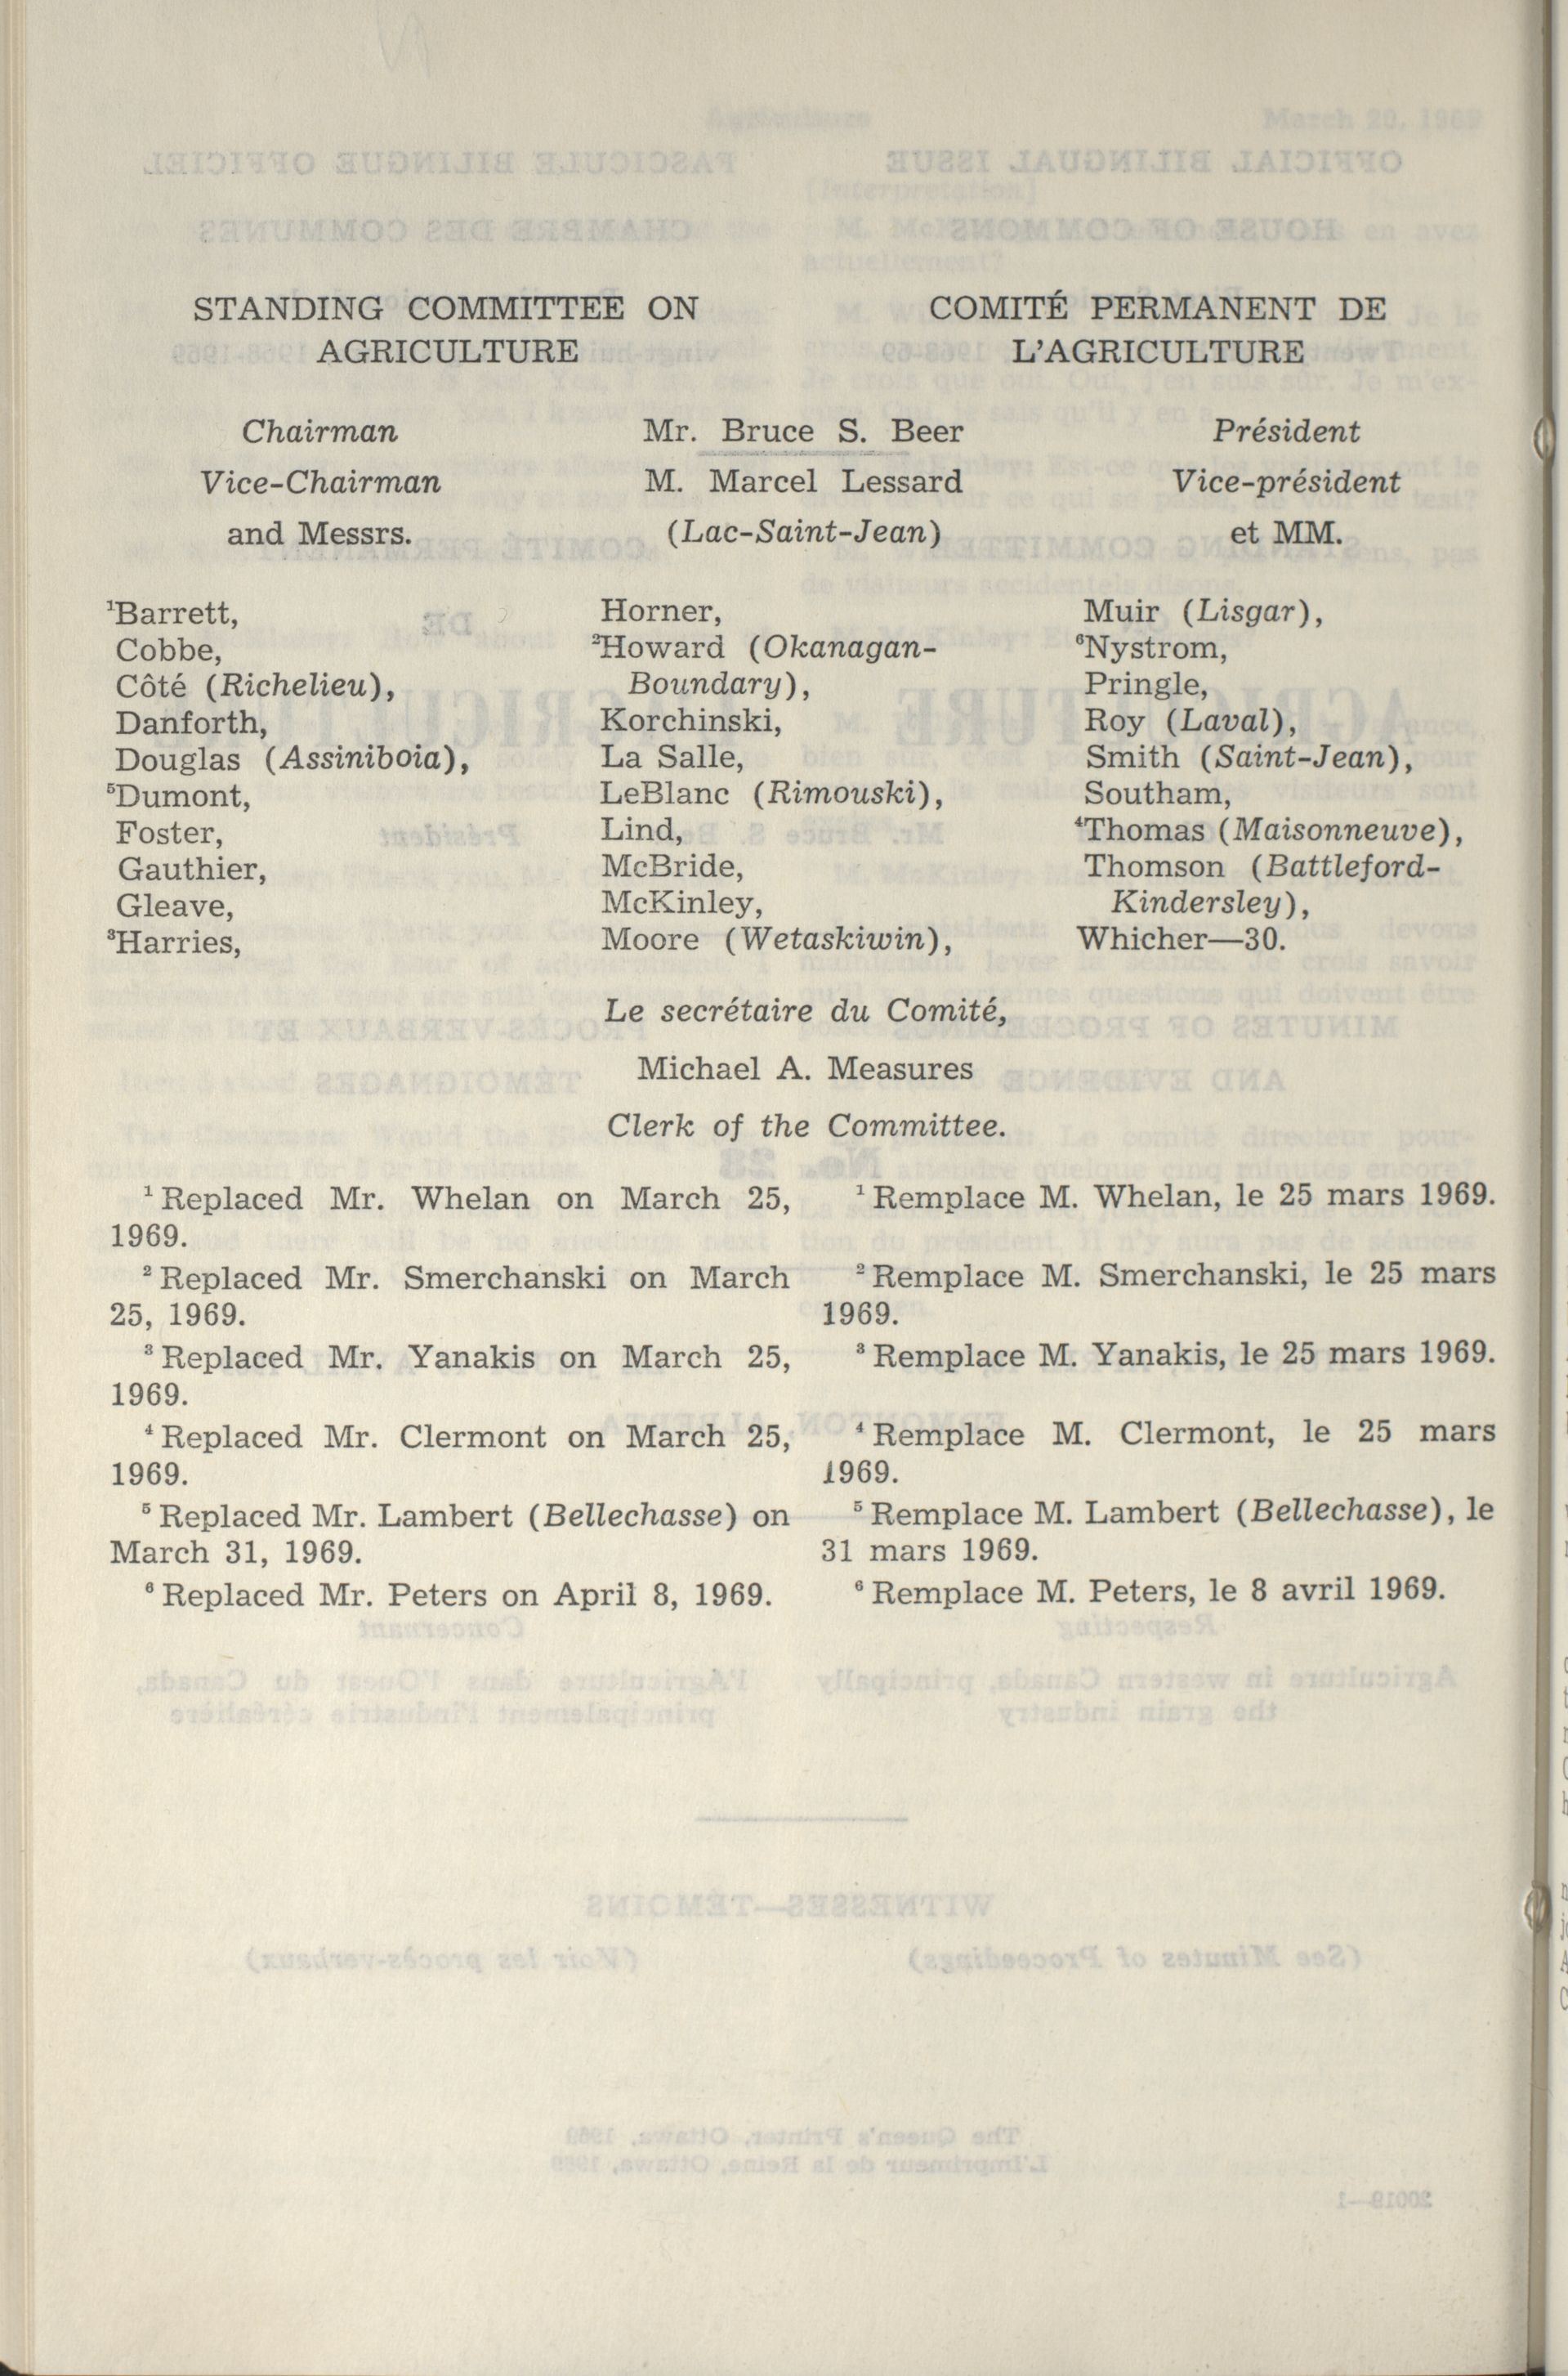 STANDING COMMITTEE ON
AGRICULTURE
COMITÉ PERMANENT DE
L'AGRICULTURE
Chairman Mr. Bruce S. Beer Président
Vice-Chairman M. Marcel Lessard Vice-président
and Messrs. (Lac-Saint-Jean) et MM.
¹Barrett,
Cobbe,
Côté (Richelieu),
Danforth,
Douglas (Assiniboia),
⁵Dumont,
Foster,
Gauthier,
Gleave,
³Harries,
Horner,
²Howard (Okanagan-
Boundary),
Korchinski,
La Salle,
LeBlanc (Rimouski),
Lind,
McBride,
McKinley,
Moore (Wetaskiwin),
Muir (Lisgar),
⁶Nystrom,
Pringle,
Roy (Laval),
Smith (Saint-Jean),
Southam,
⁴Thomas (Maisonneuve),
Thomson (Battleford-
Kindersley),
Whicher—30.
Le secrétaire du Comité,
Michael A. Measures
Clerk of the Committee.
¹ Replaced Mr. Whelan on March 25,
1969.
² Replaced Mr. Smerchanski on March
25, 1969.
³ Replaced Mr. Yanakis on March 25,
1969.
⁴ Replaced Mr. Clermont on March 25,
1969.
⁵ Replaced Mr. Lambert (Bellechasse) on
March 31, 1969.
⁶ Replaced Mr. Peters on April 8, 1969.
¹ Remplace M. Whelan, le 25 mars 1969.
² Remplace M. Smerchanski, le 25 mars
1969.
³ Remplace M. Yanakis, le 25 mars 1969.
⁴ Remplace M. Clermont, le 25 mars
1969.
⁵ Remplace M. Lambert (Bellechasse), le
31 mars 1969.
⁶ Remplace M. Peters, le 8 avril 1969.